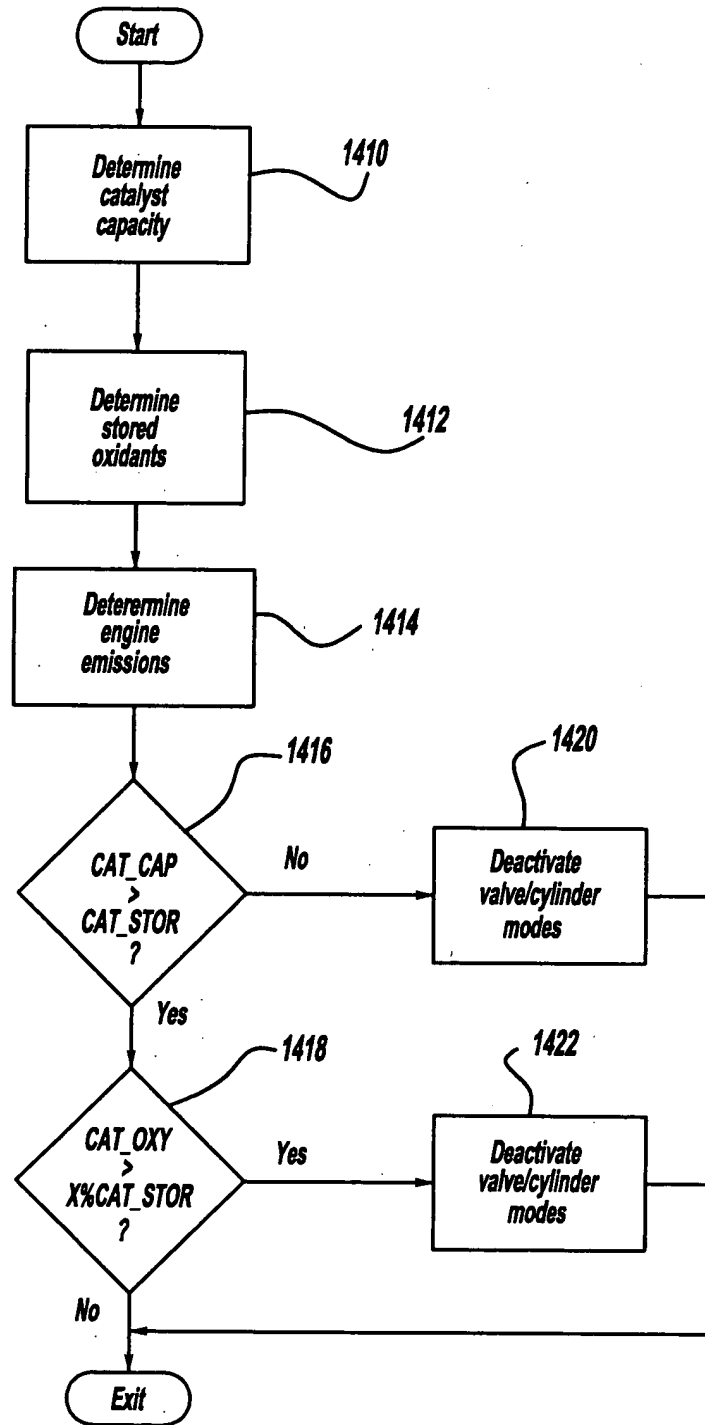 Start
1410
Determine
catalyst
capacity
Determine
stored
oxidants
1412
Deterermine
engine
emissions
1414
1416
CAT_CAP
>
CAT_STOR
?
No
1420
Deactivate
valve/cylinder
modes
Yes
1418
CAT_OXY
>
X%CAT_STOR
?
Yes
1422
Deactivate
valve/cylinder
modes
No
Exit